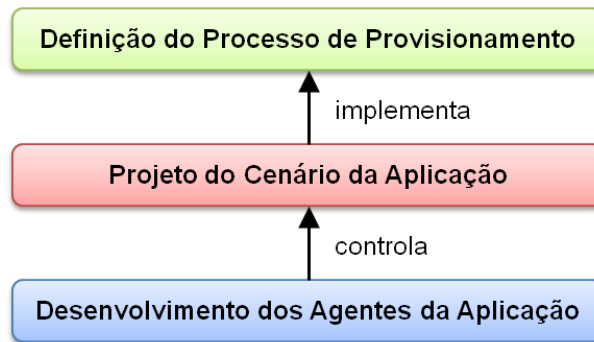 Definição do Processo de Provisionamento
implementa
Projeto do Cenário da Aplicação
controla
Desenvolvimento dos Agentes da Aplicação